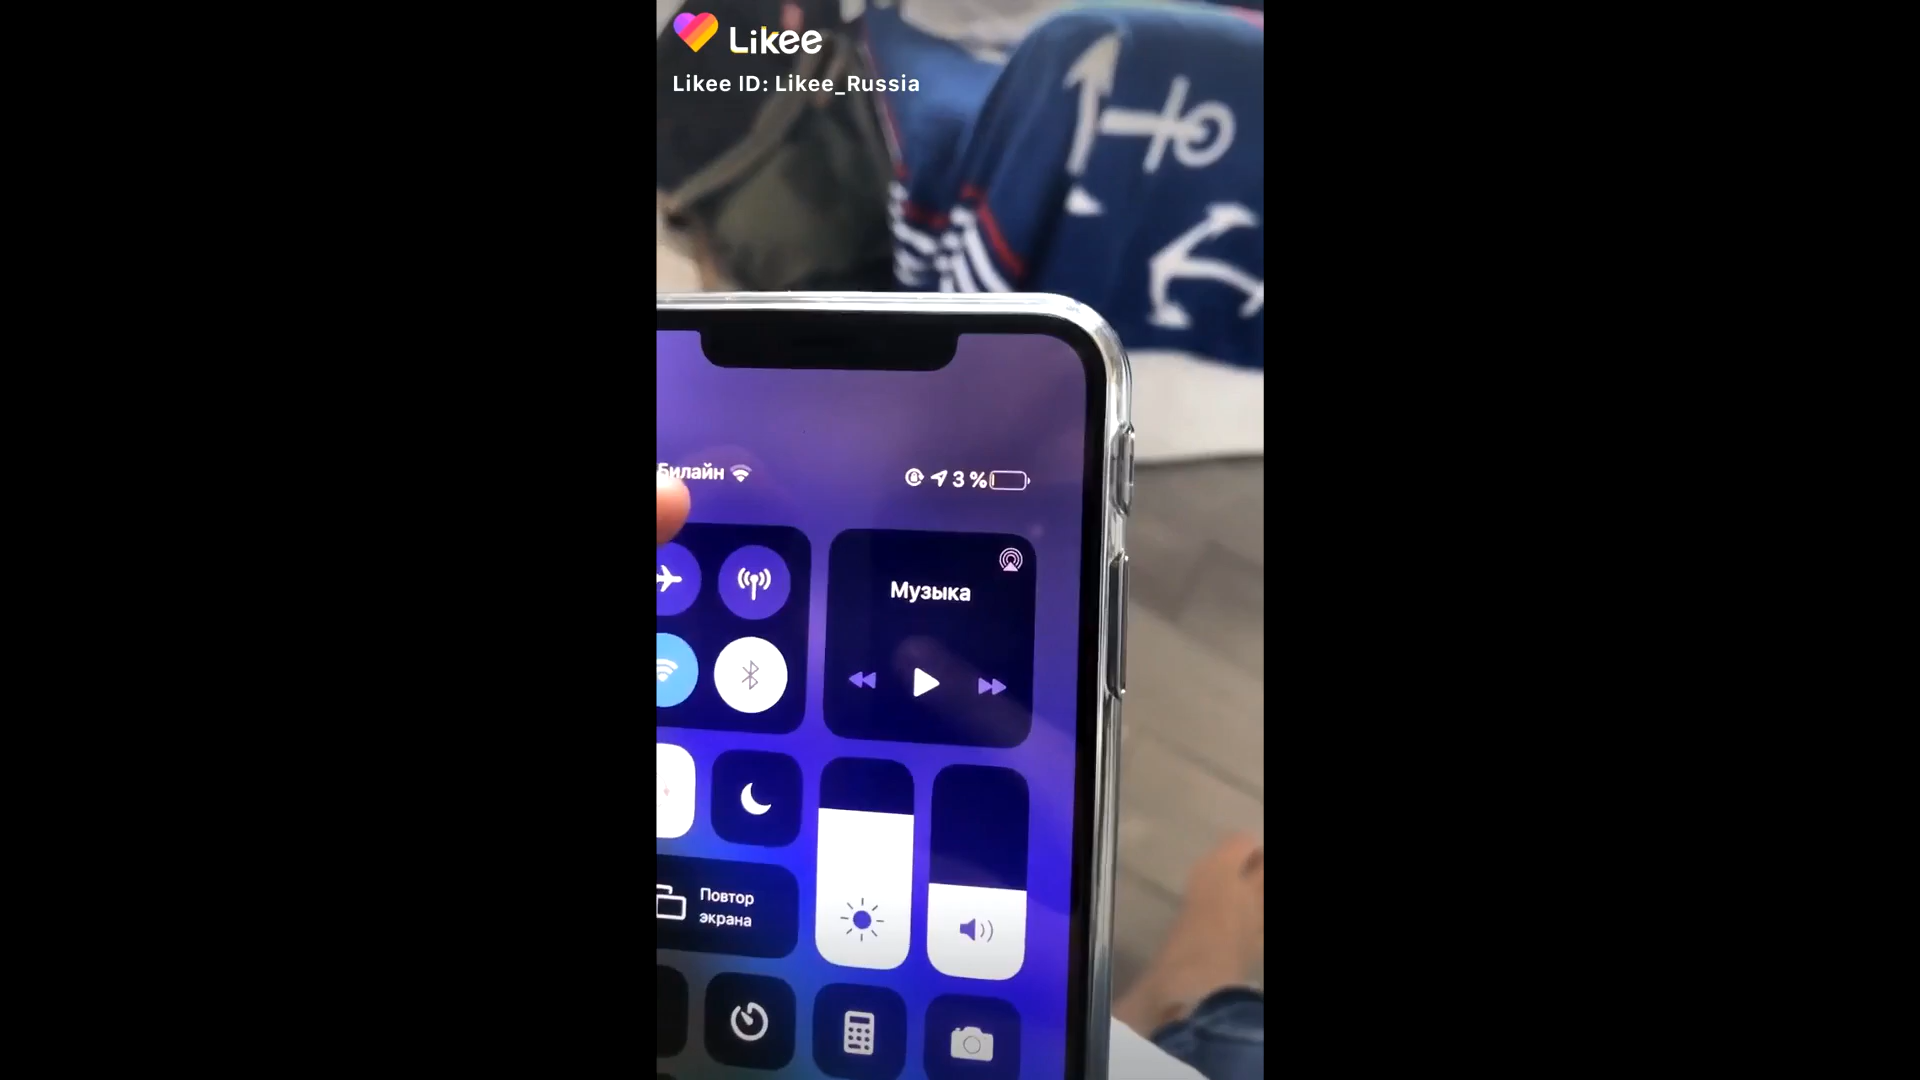 Likee
Likee ID: Likee_Russia
Билайн
3 %
Музыка
Повтор
экрана